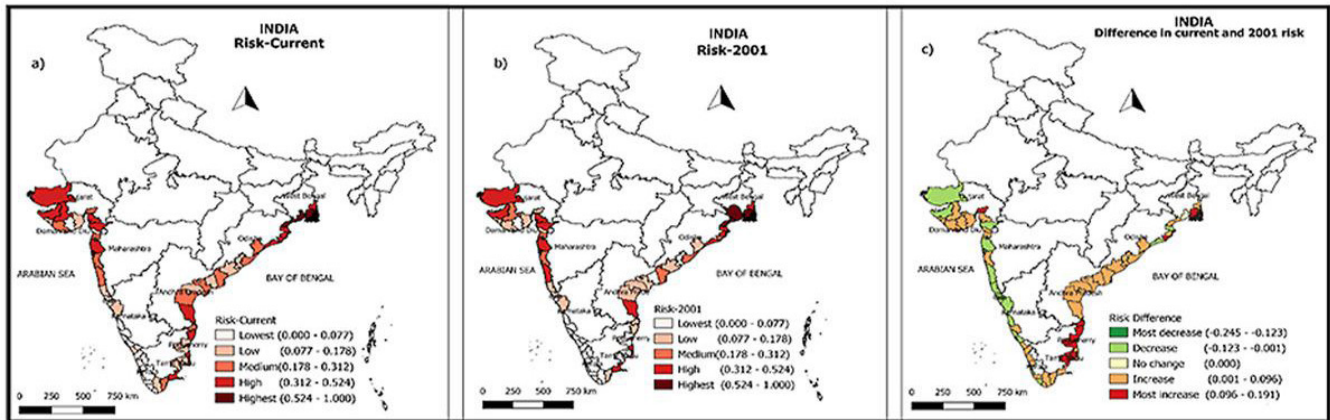 INDIA
Risk-Current
a)
West Bengal
Odisha
Maharashtra
ARABIAN SEA
BAY OF BENGAL
Risk-Current
Lowest (0.000 - 0.077)
Low (0.077 - 0.178)
Medium(0.178 - 0.312)
High (0.312 - 0.524)
Highest (0.524 - 1.000)
0 250 500 750 km
INDIA
Risk-2001
b)
West Bengal
Odisha
Maharashtra
ARABIAN SEA
BAY OF BENGAL
Risk-2001
Lowest (0.000 - 0.077)
Low (0.077 - 0.178)
Medium(0.178 - 0.312)
High (0.312 - 0.524)
Highest (0.524 - 1.000)
0 250 500 750 km
INDIA
Difference in current and 2001 risk
c)
West Bengal
Odisha
Maharashtra
ARABIAN SEA
BAY OF BENGAL
Risk Difference
Most decrease (-0.245 - -0.123)
Decrease (-0.123 - -0.001)
No change (0.000)
Increase (0.001 - 0.096)
Most increase (0.096 - 0.191)
0 250 500 750 km